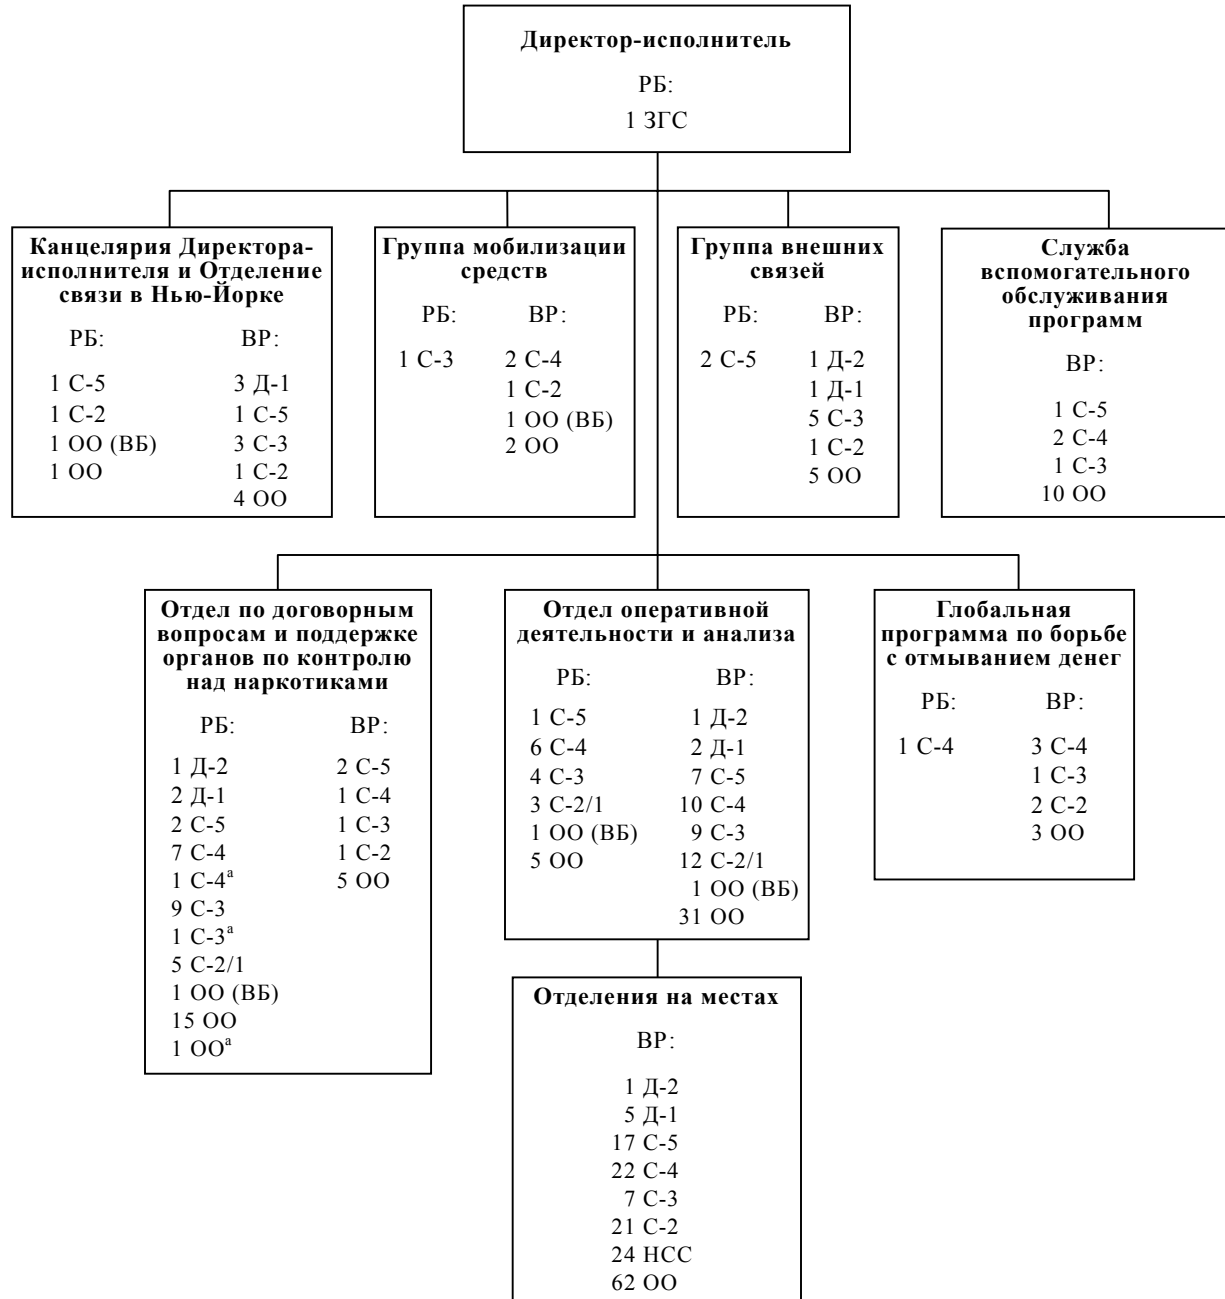 Директор-исполнитель
РБ:
1 ЗГС
Канцелярия Директора-
исполнителя и Отделение
связи в Нью-Йорке
РБ: ВР:
1 С-5 3 Д-1
1 С-2 1 С-5
1 ОО (ВБ) 3 С-3
1 ОО 1 С-2
4 ОО
Группа мобилизации
средств
РБ: ВР:
1 С-3 2 С-4
1 С-2
1 ОО (ВБ)
2 ОО
Группа внешних
связей
РБ: ВР:
2 С-5 1 Д-2
1 Д-1
5 С-3
1 С-2
5 ОО
Служба
вспомогательного
обслуживания
программ
ВР:
1 С-5
2 С-4
1 С-3
10 ОО
Отдел по договорным
вопросам и поддержке
органов по контролю
над наркотиками
РБ: ВР:
1 Д-2 2 С-5
2 Д-1 1 С-4
2 С-5 1 С-3
7 С-4 1 С-2
1 С-4ᵃ 5 ОО
9 С-3
1 С-3ᵃ
5 С-2/1
1 ОО (ВБ)
15 ОО
1 ООᵃ
Отдел оперативной
деятельности и анализа
РБ: ВР:
1 С-5 1 Д-2
6 С-4 2 Д-1
4 С-3 7 С-5
3 С-2/1 10 С-4
1 ОО (ВБ) 9 С-3
5 ОО 12 С-2/1
1 ОО (ВБ)
31 ОО
Глобальная
программа по борьбе
с отмыванием денег
РБ: ВР:
1 С-4 3 С-4
1 С-3
2 С-2
3 ОО
Отделения на местах
ВР:
1 Д-2
5 Д-1
17 С-5
22 С-4
7 С-3
21 С-2
24 НСС
62 ОО